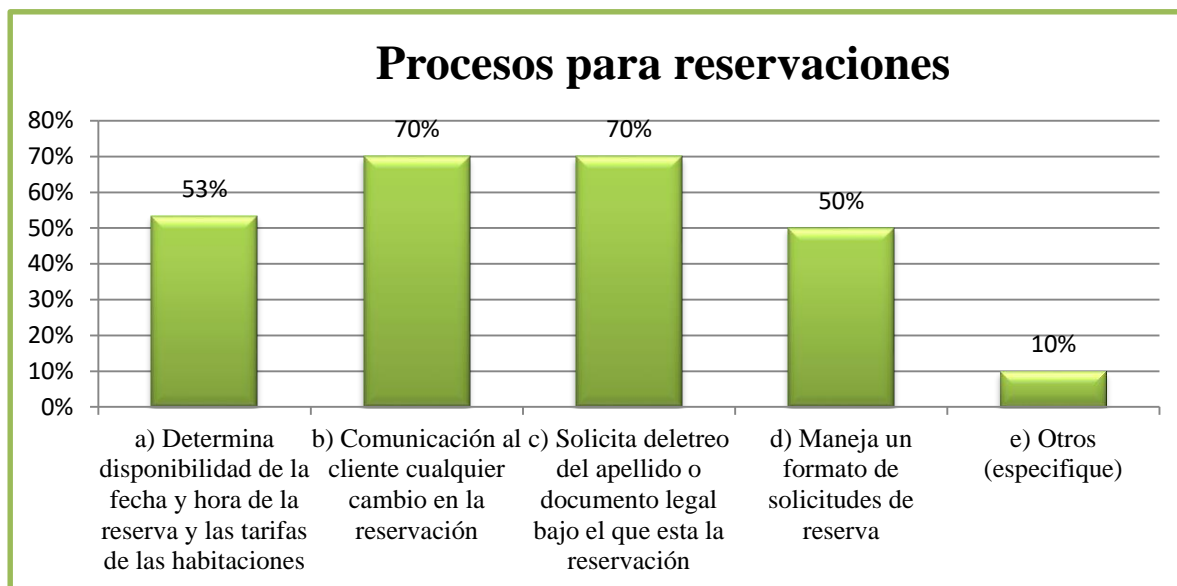 Procesos para reservaciones
80%
70%
60%
50%
40%
30%
20%
10%
0%
53%
70%
70%
50%
10%
a) Determina
disponibilidad de la
fecha y hora de la
reserva y las tarifas
de las habitaciones
b) Comunicación al
cliente cualquier
cambio en la
reservación
c) Solicita deletreo
del apellido o
documento legal
bajo el que esta la
reservación
d) Maneja un
formato de
solicitudes de
reserva
e) Otros
(especifique)